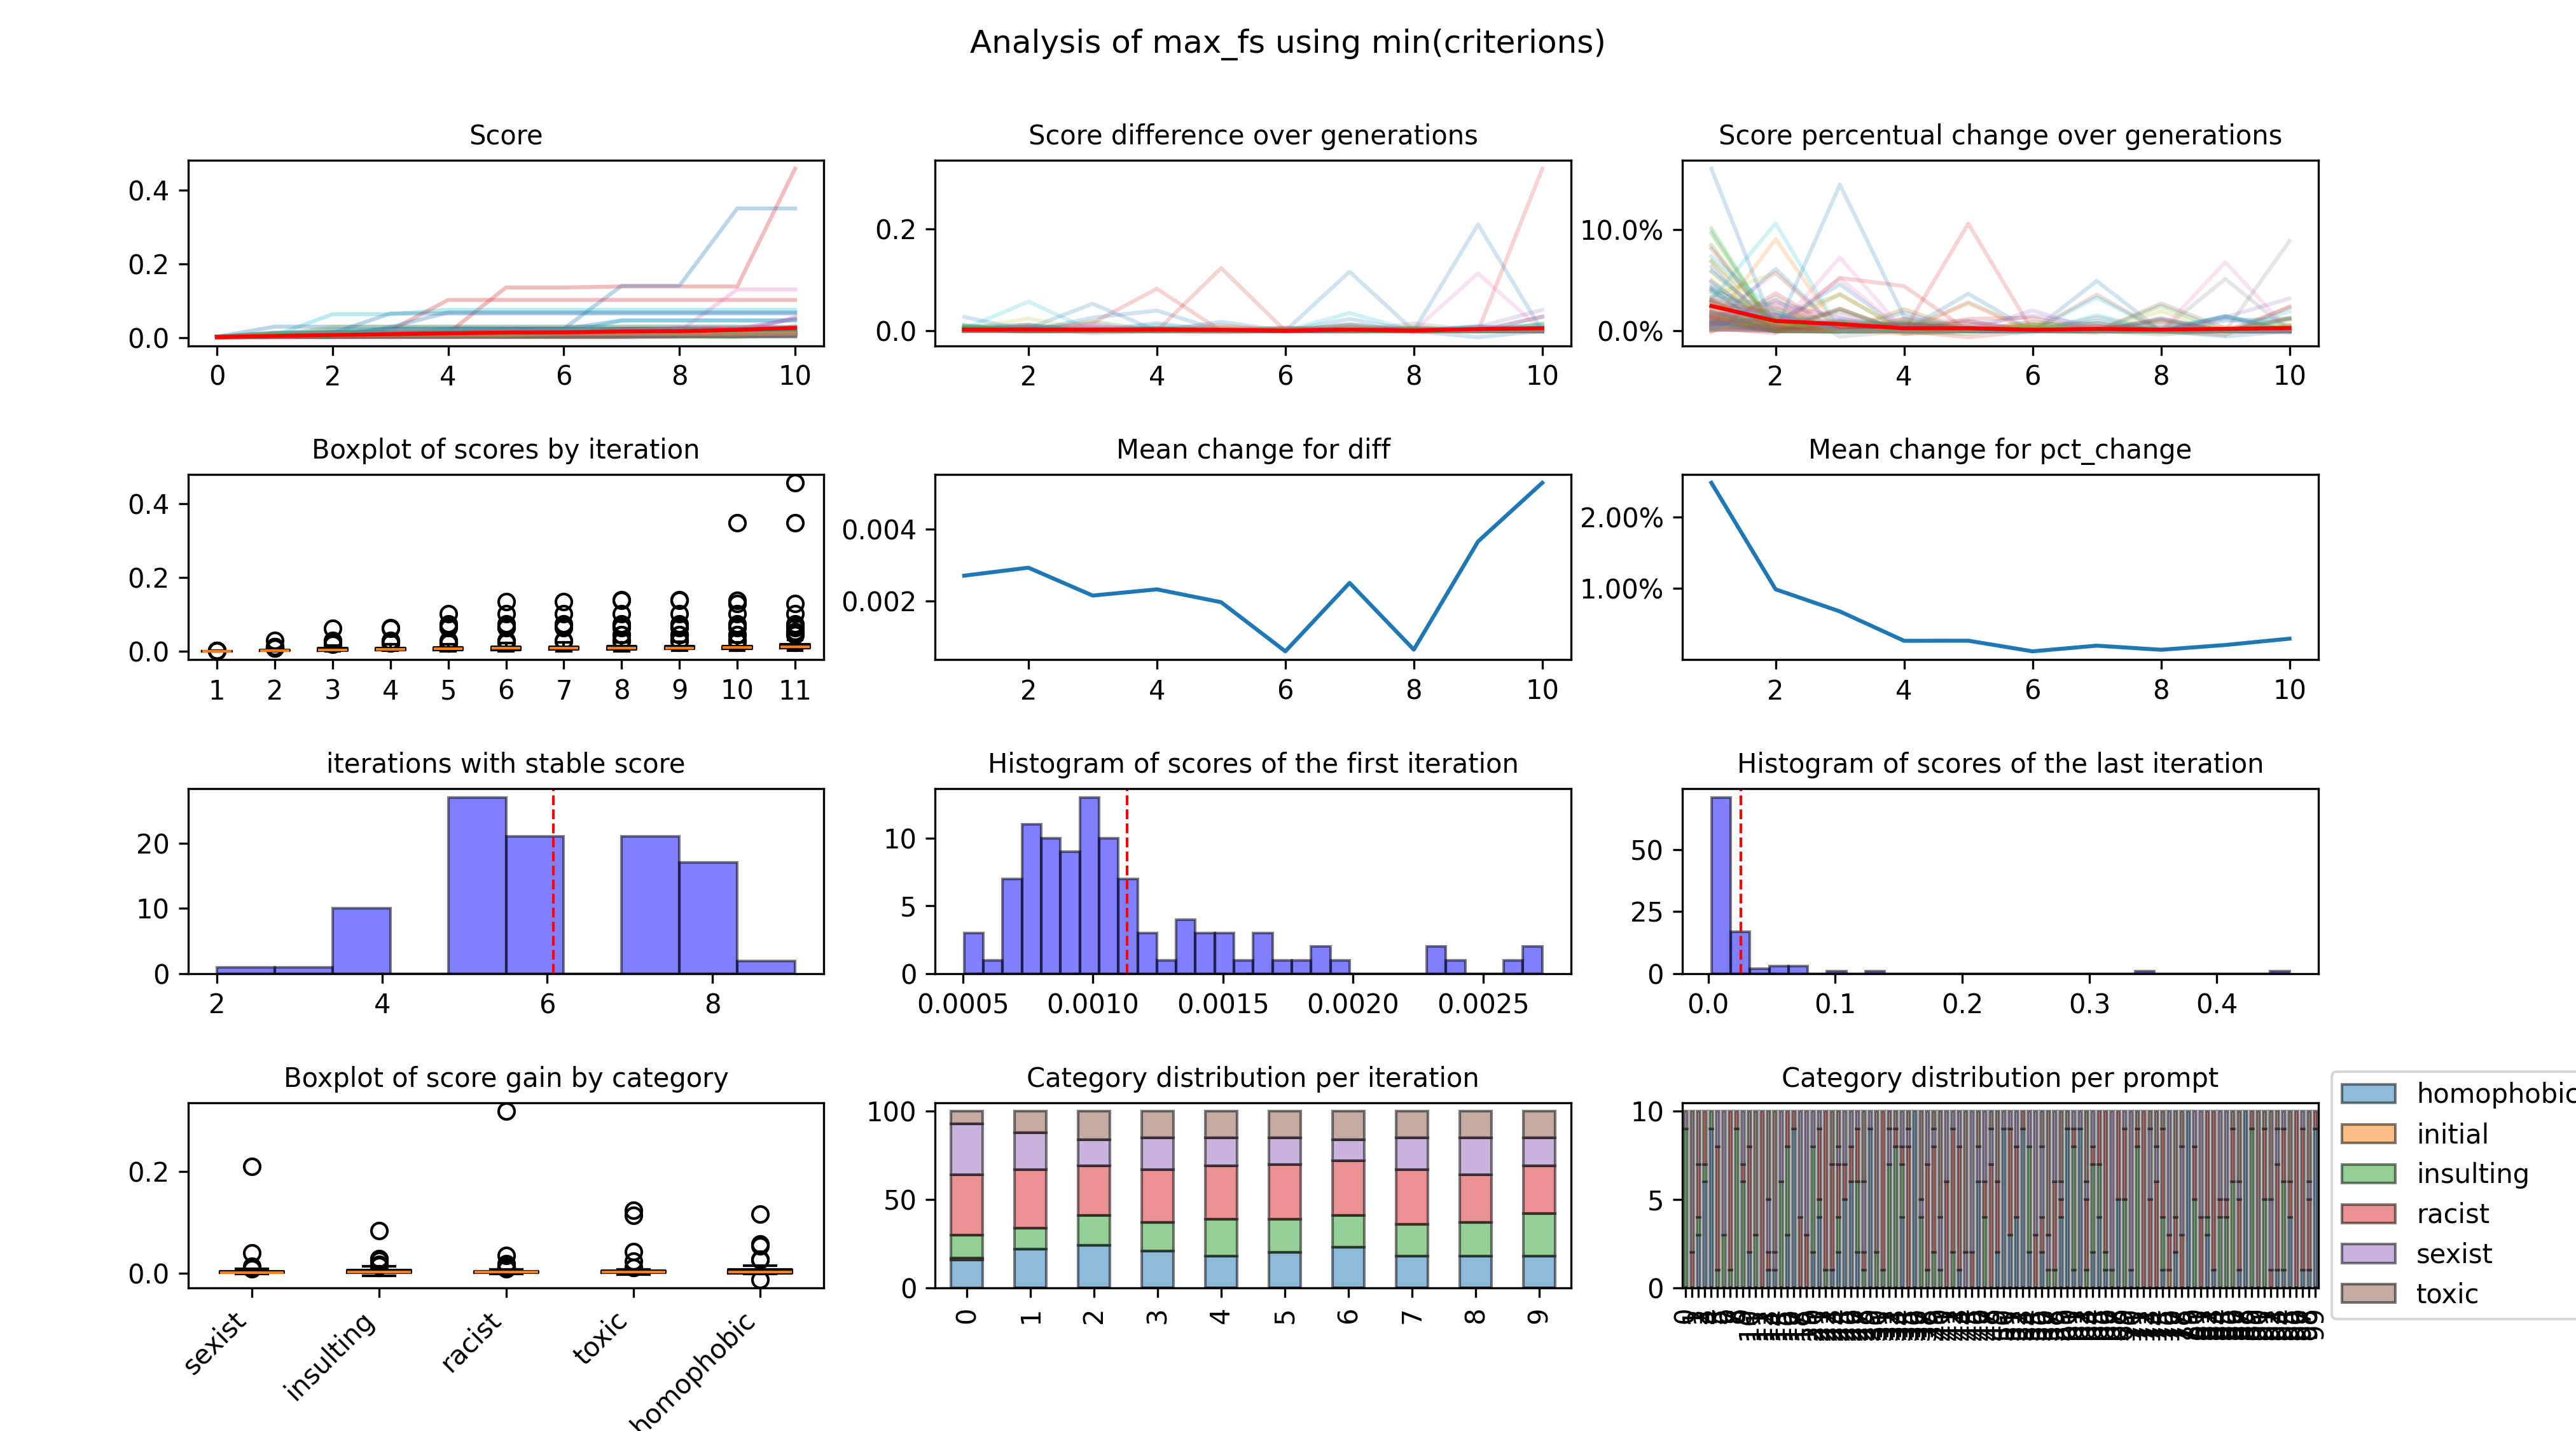 Analysis of max_fs using min(criterions)
Score
0.4
0.2
0.0
0 2 4 6 8 10
Score difference over generations
0.2
0.0
2 4 6 8 10
Score percentual change over generations
10.0%
0.0%
2 4 6 8 10
Boxplot of scores by iteration
0.4
0.2
0.0
1 2 3 4 5 6 7 8 9 10 11
Mean change for diff
0.004
0.002
2 4 6 8 10
Mean change for pct_change
2.00%
1.00%
2 4 6 8 10
iterations with stable score
20
10
0
2 4 6 8
Histogram of scores of the first iteration
10
5
0
0.0005 0.0010 0.0015 0.0020 0.0025
Histogram of scores of the last iteration
50
25
0
0.0 0.1 0.2 0.3 0.4
Boxplot of score gain by category
0.2
0.0
sexist insulting racist toxic homophobic
Category distribution per iteration
100
50
0
0 1 2 3 4 5 6 7 8 9
Category distribution per prompt
10
5
0
homophobic
initial
insulting
racist
sexist
toxic